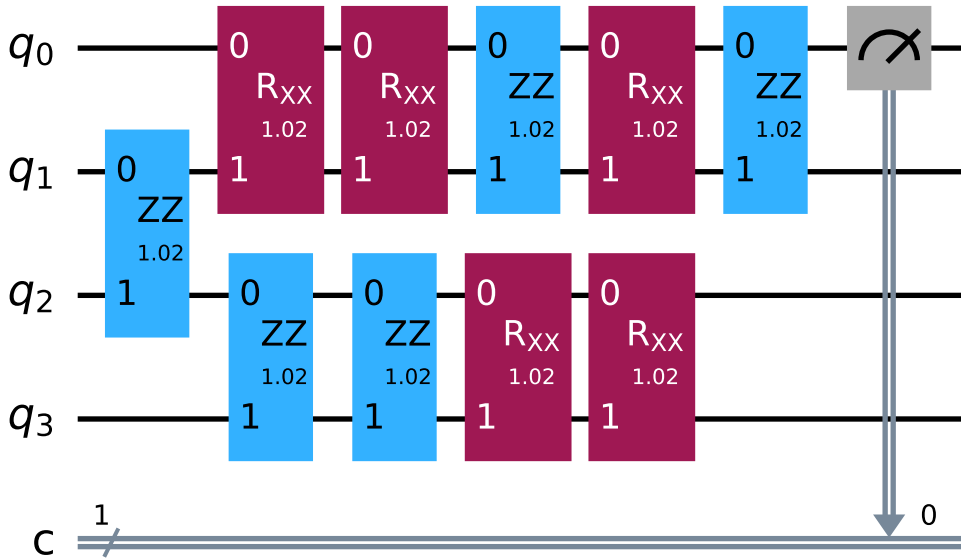 q0
0 0 0 0 0
RXX RXX ZZ RXX ZZ
1.02 1.02 1.02 1.02 1.02
q1
0 1 1 1 1 1
ZZ
1.02
q2
1 0 0 0 0
ZZ ZZ RXX RXX
1.02 1.02 1.02 1.02
q3
1 1 1 1
1 0
c